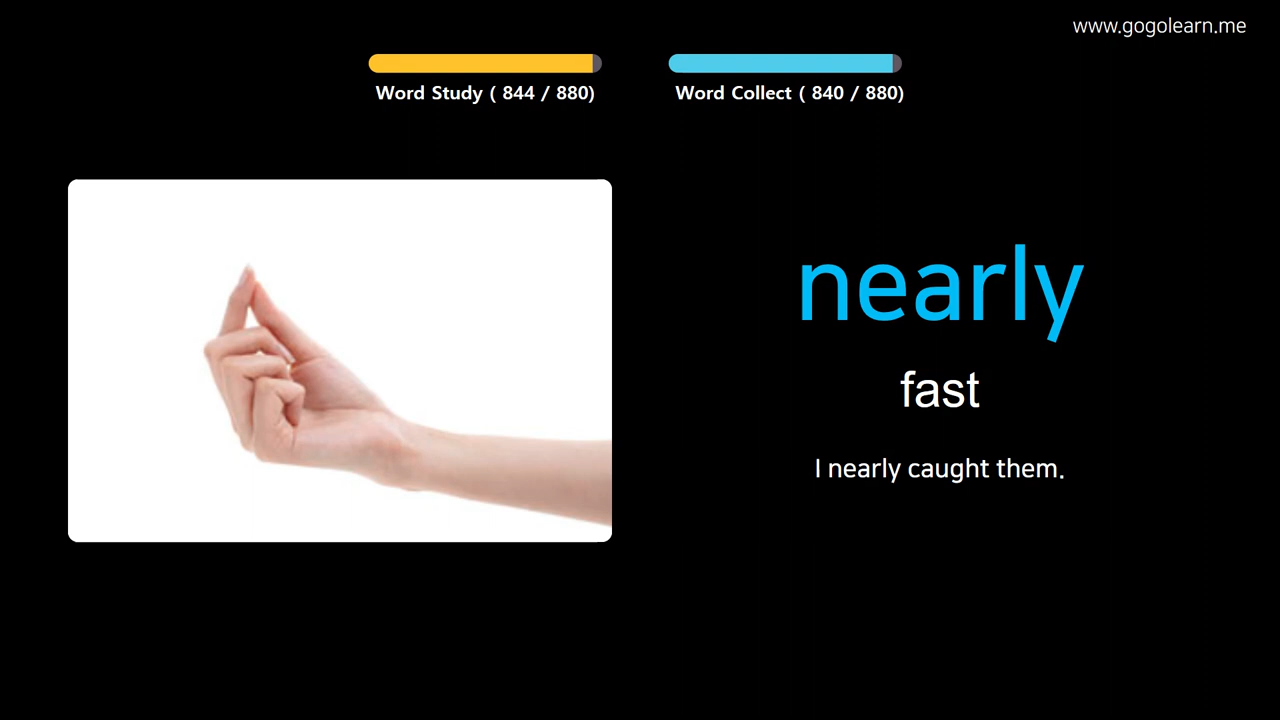 www.gogolearn.me
Word Study ( 844 / 880)
Word Collect ( 840 / 880)
nearly
fast
I nearly caught them.